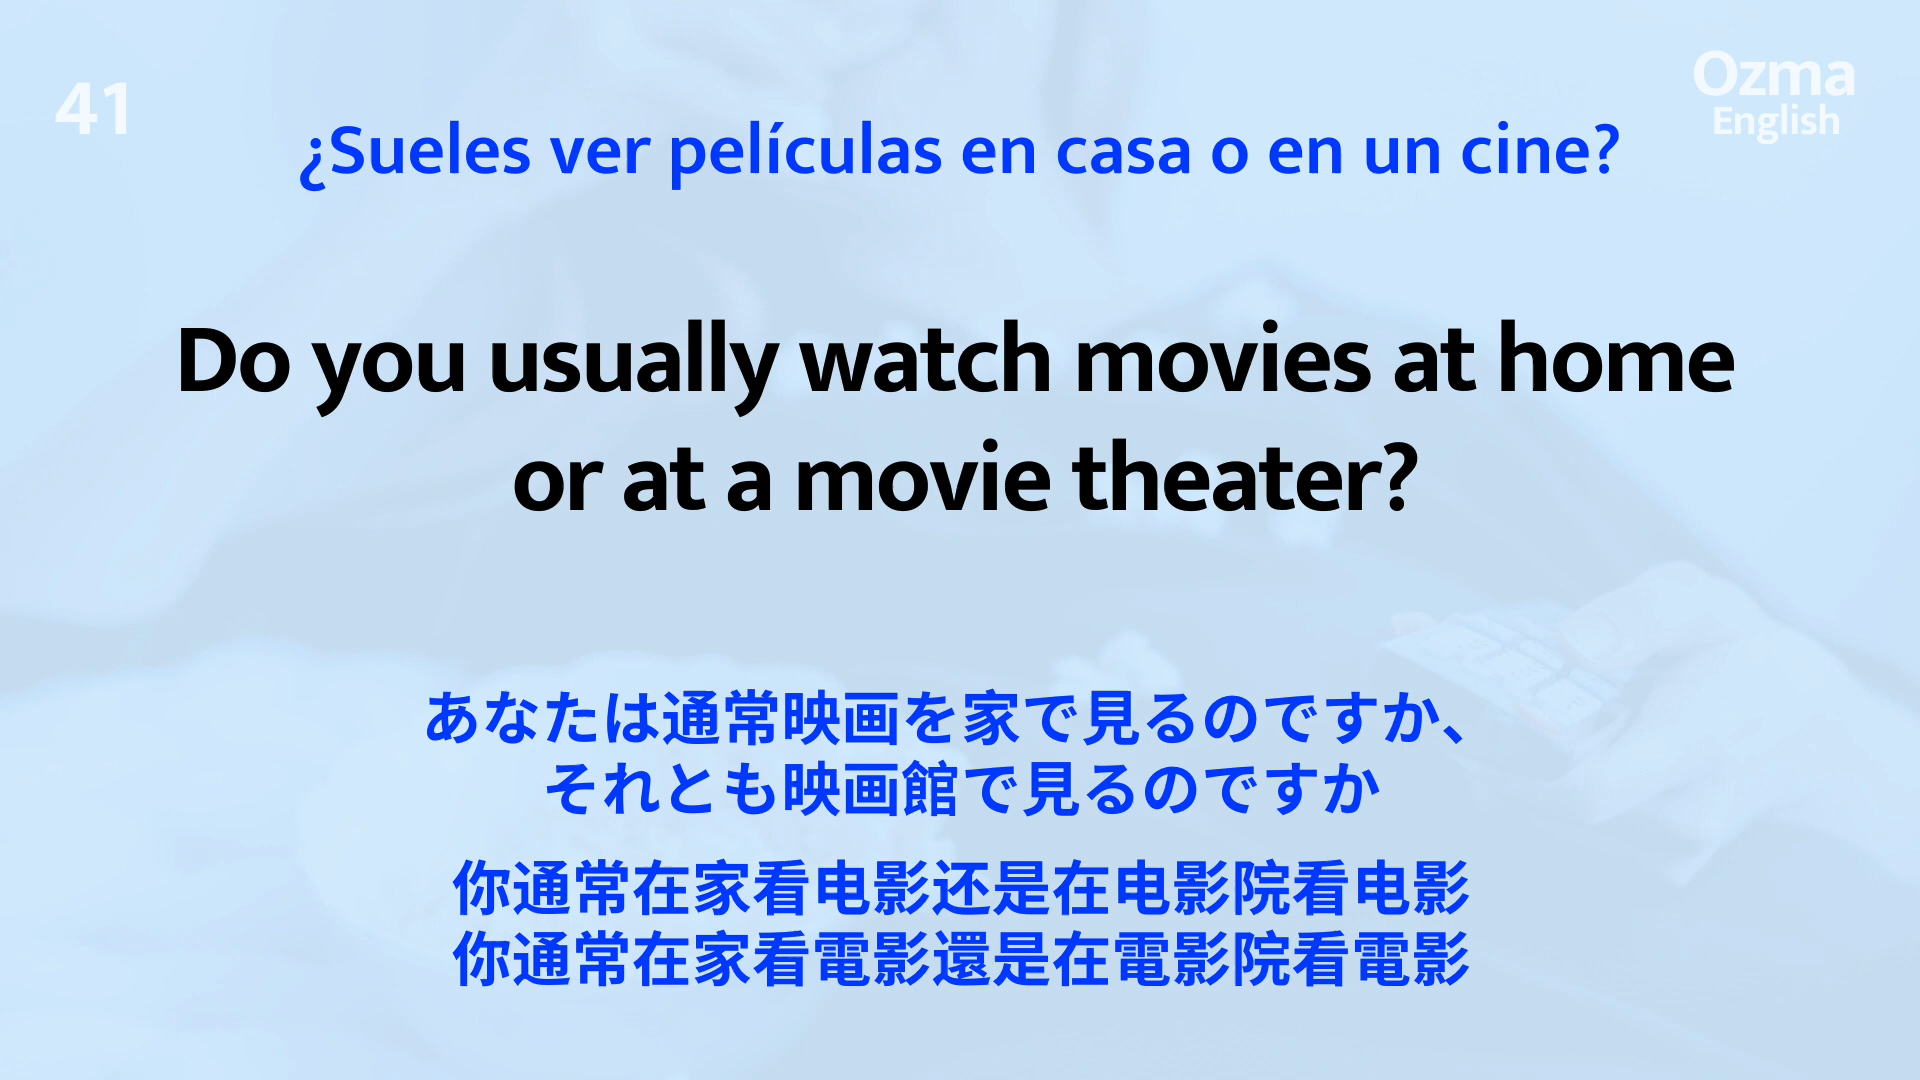 41
Ozma
English
¿Sueles ver películas en casa o en un cine?
Do you usually watch movies at home
or at a movie theater?
あなたは通常映画を家で見るのですか、
それとも映画館で見るのですか
你通常在家看电影还是在电影院看电影
你通常在家看電影還是在電影院看電影